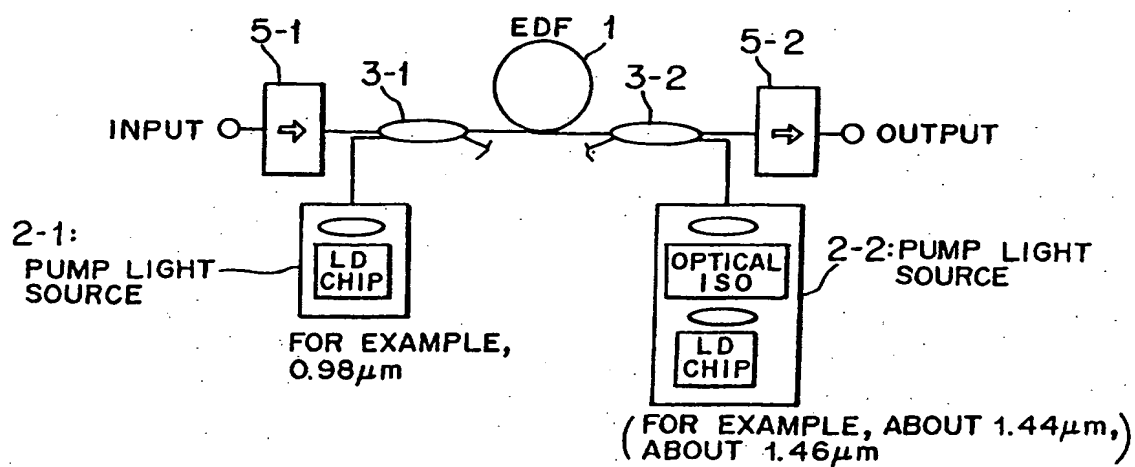 5-1
EDF
1
5-2
3-1
3-2
INPUT
OUTPUT
2-1:
PUMP LIGHT
SOURCE
LD
CHIP
OPTICAL
ISO
LD
CHIP
2-2:PUMP LIGHT
SOURCE
FOR EXAMPLE,
0.98μm
(FOR EXAMPLE, ABOUT 1.44μm,
ABOUT 1.46μm)